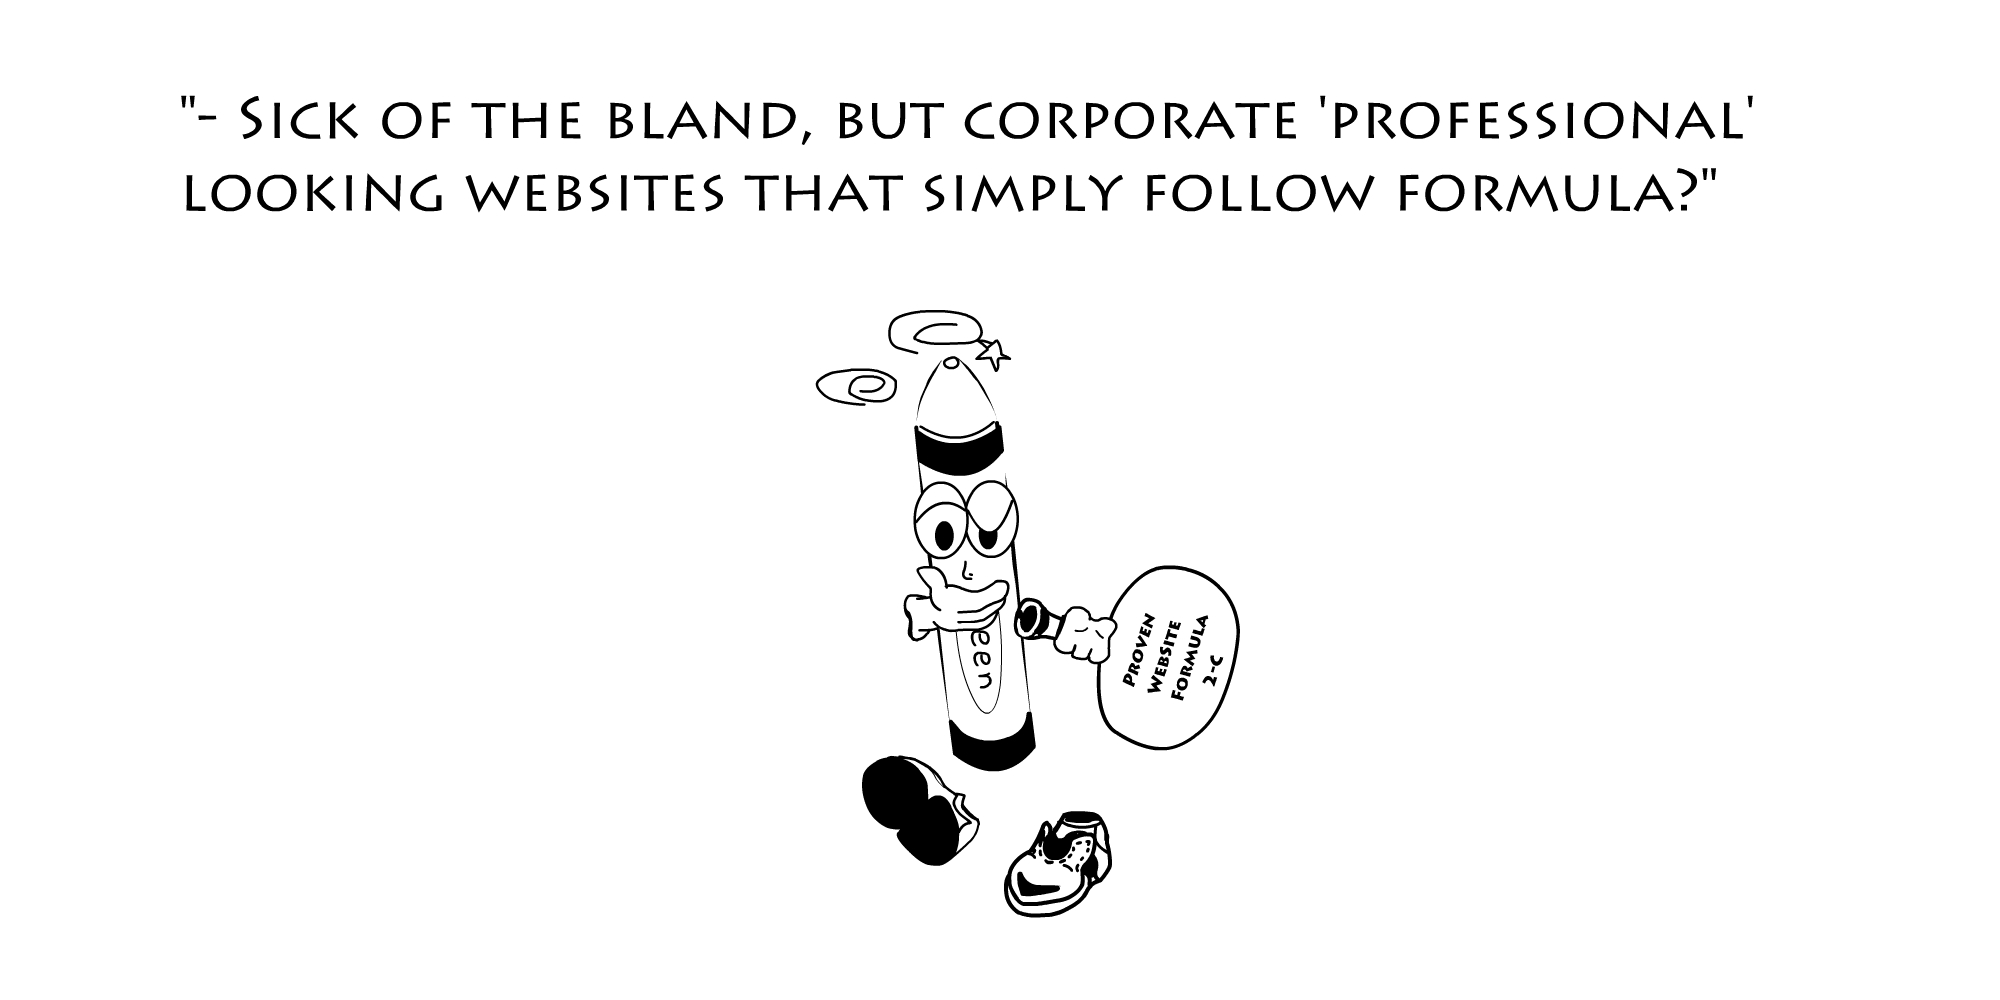 "- Sick of the bland, but corporate 'professional'
looking websites that simply follow formula?"
een
Proven
Website
Formula
2-C